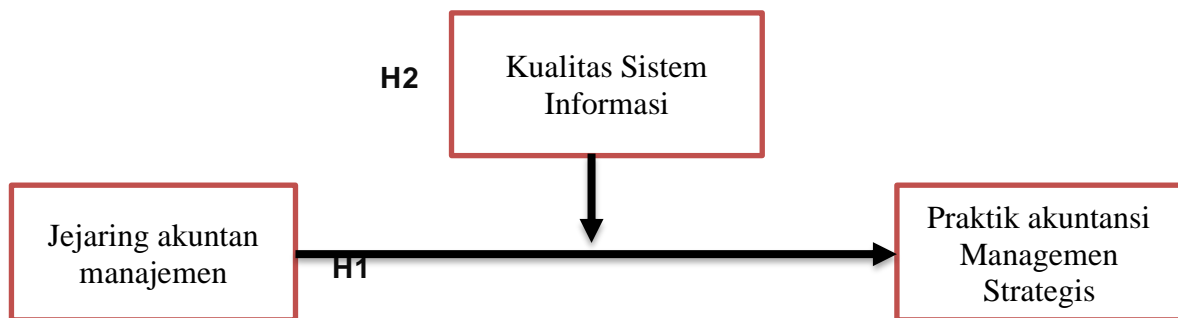 H2
Kualitas Sistem
Informasi
Jejaring akuntan
manajemen
H1
Praktik akuntansi
Managemen
Strategis